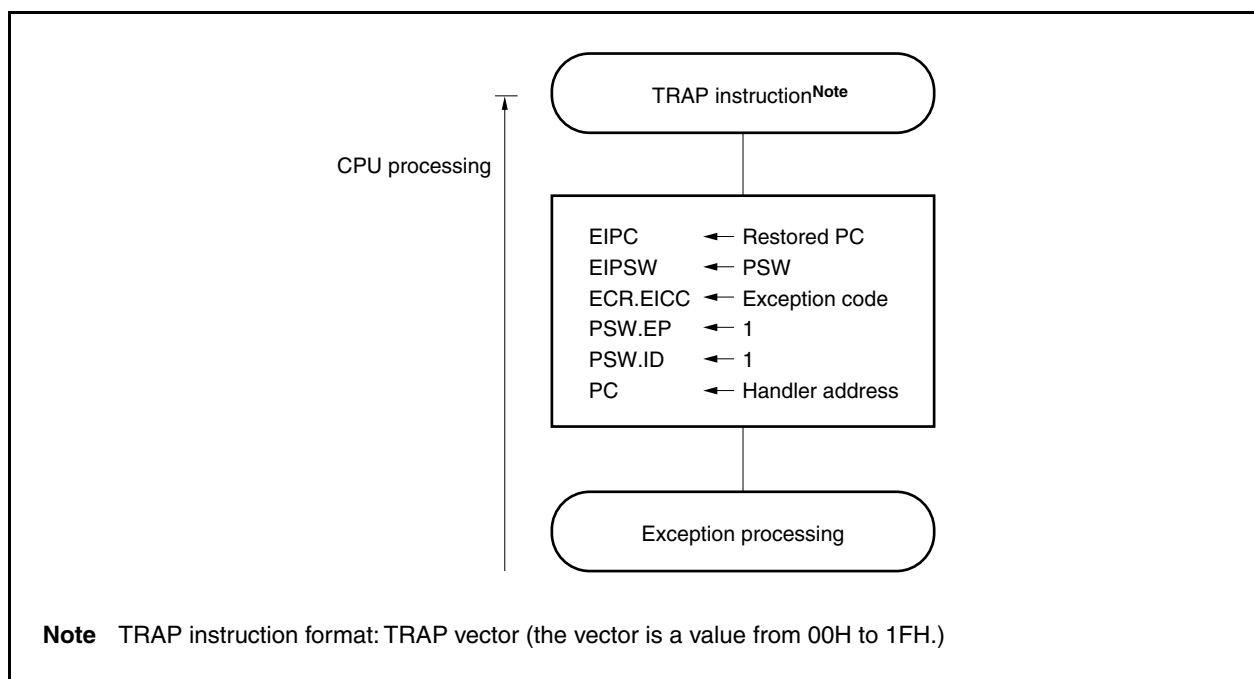 TRAP instructionNote
CPU processing
EIPC ← Restored PC
EIPSW ← PSW
ECR.EICC ← Exception code
PSW.EP ← 1
PSW.ID ← 1
PC ← Handler address
Exception processing
Note TRAP instruction format: TRAP vector (the vector is a value from 00H to 1FH.)